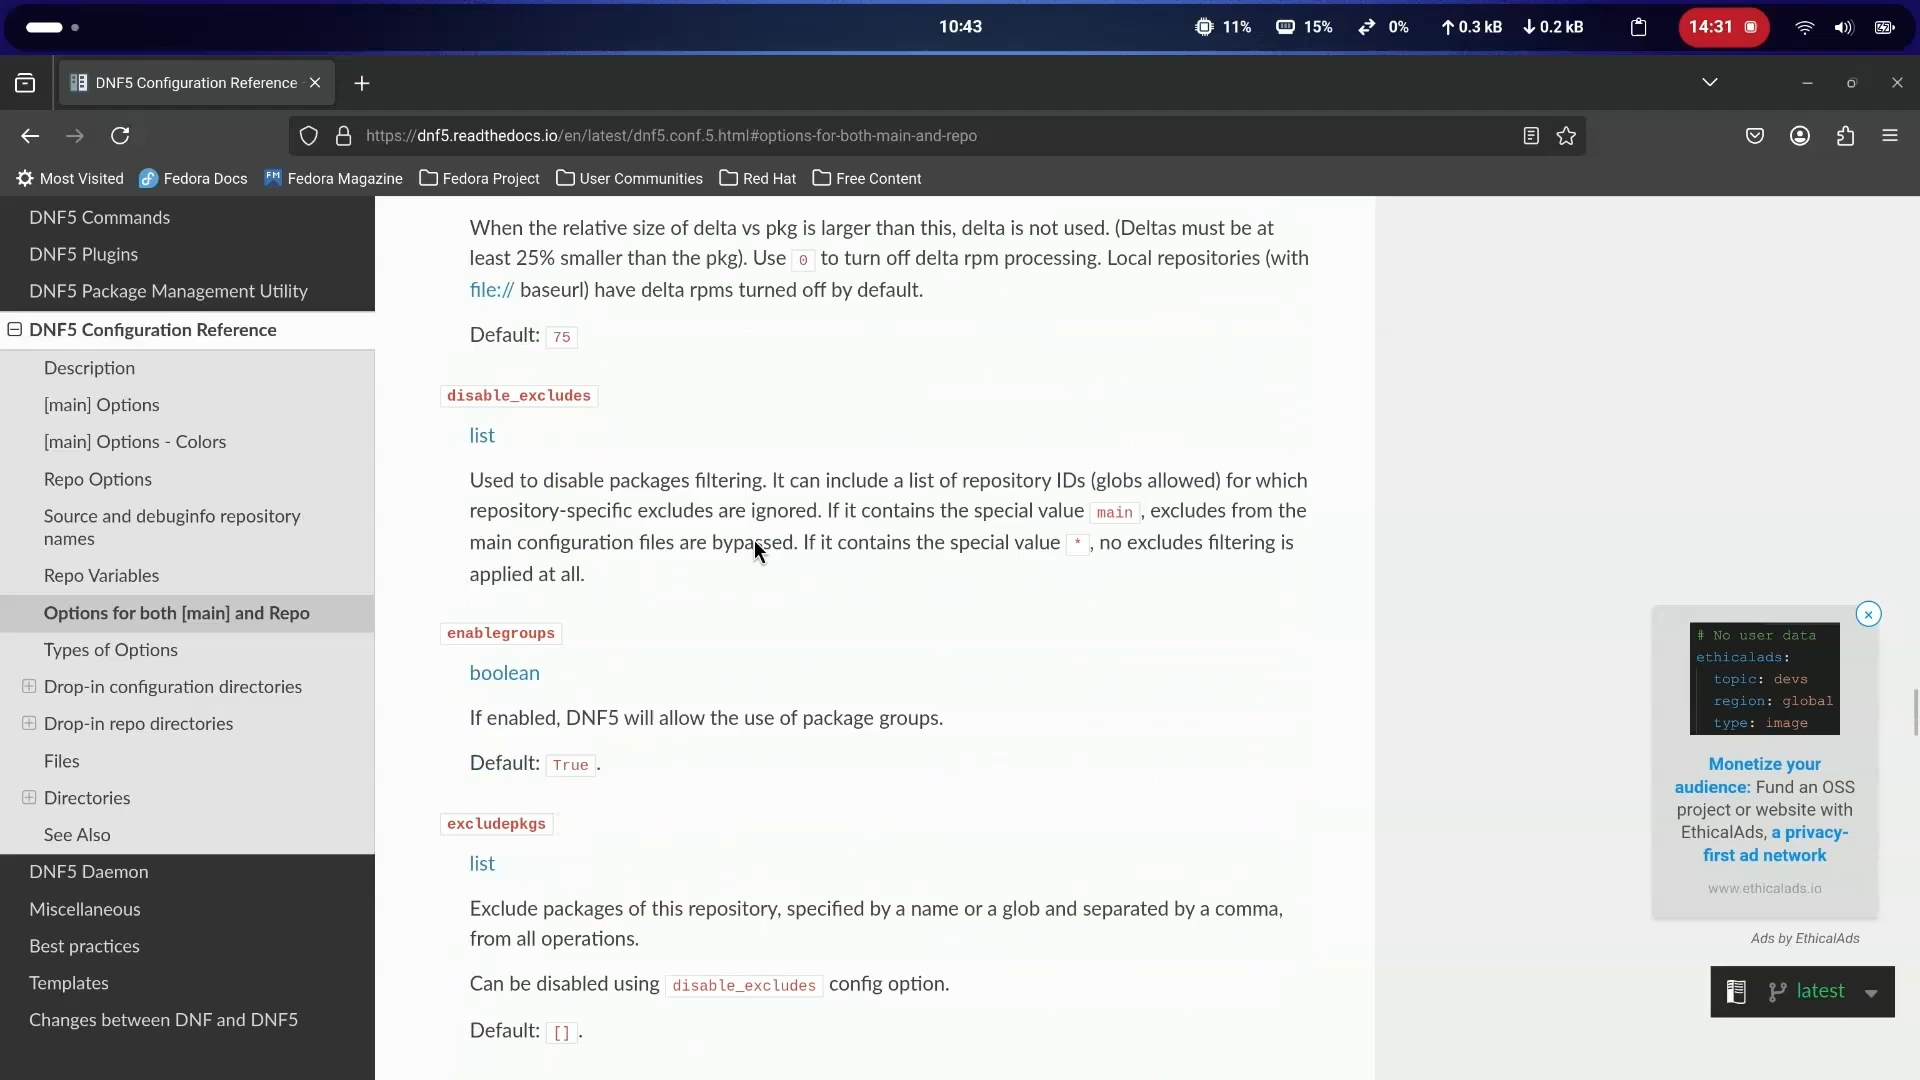 10:43
11%
15%
0%
0.3 kB
0.2 kB
14:31
DNF5 Configuration Reference
https://dnf5.readthedocs.io/en/latest/dnf5.conf.5.html#options-for-both-main-and-repo
Most Visited
Fedora Docs
Fedora Magazine
Fedora Project
User Communities
Red Hat
Free Content
DNF5 Commands
DNF5 Plugins
DNF5 Package Management Utility
DNF5 Configuration Reference
Description
[main] Options
[main] Options - Colors
Repo Options
Source and debuginfo repository
names
Repo Variables
Options for both [main] and Repo
Types of Options
Drop-in configuration directories
Drop-in repo directories
Files
Directories
See Also
DNF5 Daemon
Miscellaneous
Best practices
Templates
Changes between DNF and DNF5
When the relative size of delta vs pkg is larger than this, delta is not used. (Deltas must be at
least 25% smaller than the pkg). Use 0 to turn off delta rpm processing. Local repositories (with
file:// baseurl) have delta rpms turned off by default.
Default: 75
disable_excludes
list
Used to disable packages filtering. It can include a list of repository IDs (globs allowed) for which
repository-specific excludes are ignored. If it contains the special value main, excludes from the
main configuration files are bypassed. If it contains the special value *, no excludes filtering is
applied at all.
enablegroups
boolean
If enabled, DNF5 will allow the use of package groups.
Default: True.
excludepkgs
list
Exclude packages of this repository, specified by a name or a glob and separated by a comma,
from all operations.
Can be disabled using disable_excludes config option.
Default: [].
# No user data
ethicalads:
topic: devs
region: global
type: image
Monetize your
audience: Fund an OSS
project or website with
EthicalAds, a privacy-
first ad network
www.ethicalads.io
Ads by EthicalAds
latest